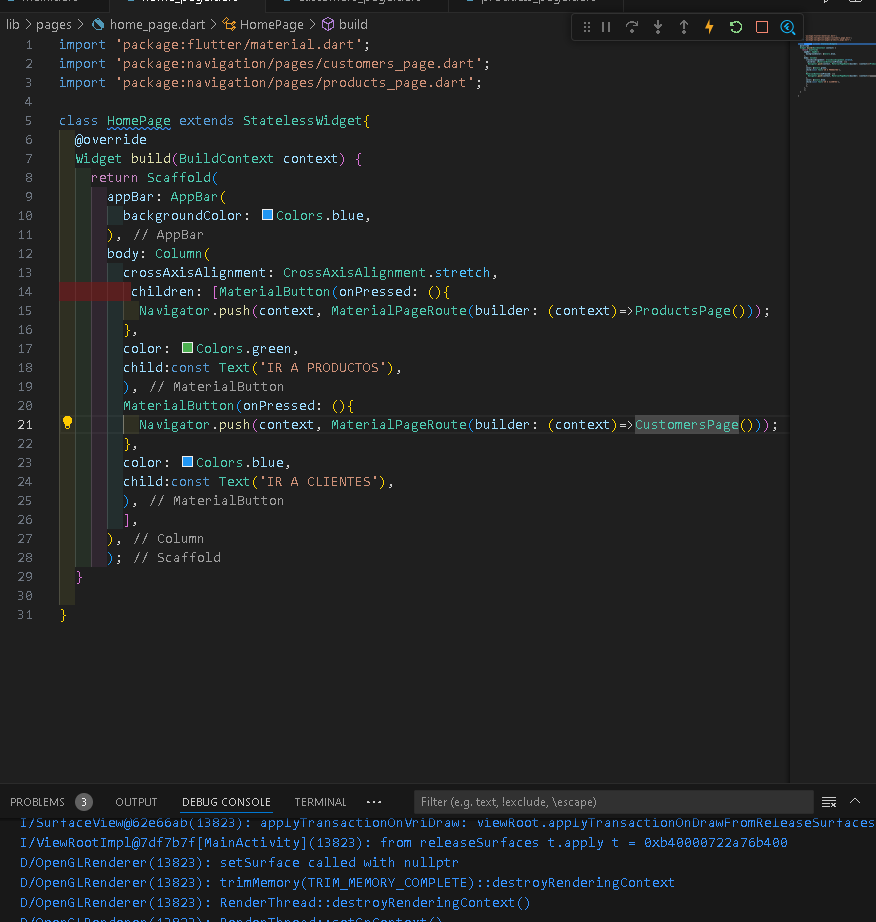 lib > pages > home_page.dart > HomePage > build
1 import 'package:flutter/material.dart';
2 import 'package:navigation/pages/customers_page.dart';
3 import 'package:navigation/pages/products_page.dart';
4
5 class HomePage extends StatelessWidget{
6 @override
7 Widget build(BuildContext context) {
8 return Scaffold(
9 appBar: AppBar(
10 backgroundColor: Colors.blue,
11 ), // AppBar
12 body: Column(
13 crossAxisAlignment: CrossAxisAlignment.stretch,
14 children: [MaterialButton(onPressed: (){
15 Navigator.push(context, MaterialPageRoute(builder: (context)=>ProductsPage()));
16 },
17 color: Colors.green,
18 child:const Text('IR A PRODUCTOS'),
19 ), // MaterialButton
20 MaterialButton(onPressed: (){
21 Navigator.push(context, MaterialPageRoute(builder: (context)=>CustomersPage()));
22 },
23 color: Colors.blue,
24 child:const Text('IR A CLIENTES'),
25 ), // MaterialButton
26 ],
27 ), // Column
28 ); // Scaffold
29 }
30
31 }
PROBLEMS 3 OUTPUT DEBUG CONSOLE TERMINAL ... Filter (e.g. text, !exclude, \escape)
I/SurfaceView@62e66ab(13823): applyTransactionOnVriDraw: viewRoot.applyTransactionOnDrawFromReleaseSurfaces
I/ViewRootImpl@7df7b7f[MainActivity](13823): from releaseSurfaces t.apply t = 0xb40000722a76b400
D/OpenGLRenderer(13823): setSurface called with nullptr
D/OpenGLRenderer(13823): trimMemory(TRIM_MEMORY_COMPLETE)::destroyRenderingContext
D/OpenGLRenderer(13823): RenderThread::destroyRenderingContext()
D/OpenGLRenderer(13823): RenderThread::setGrContext()